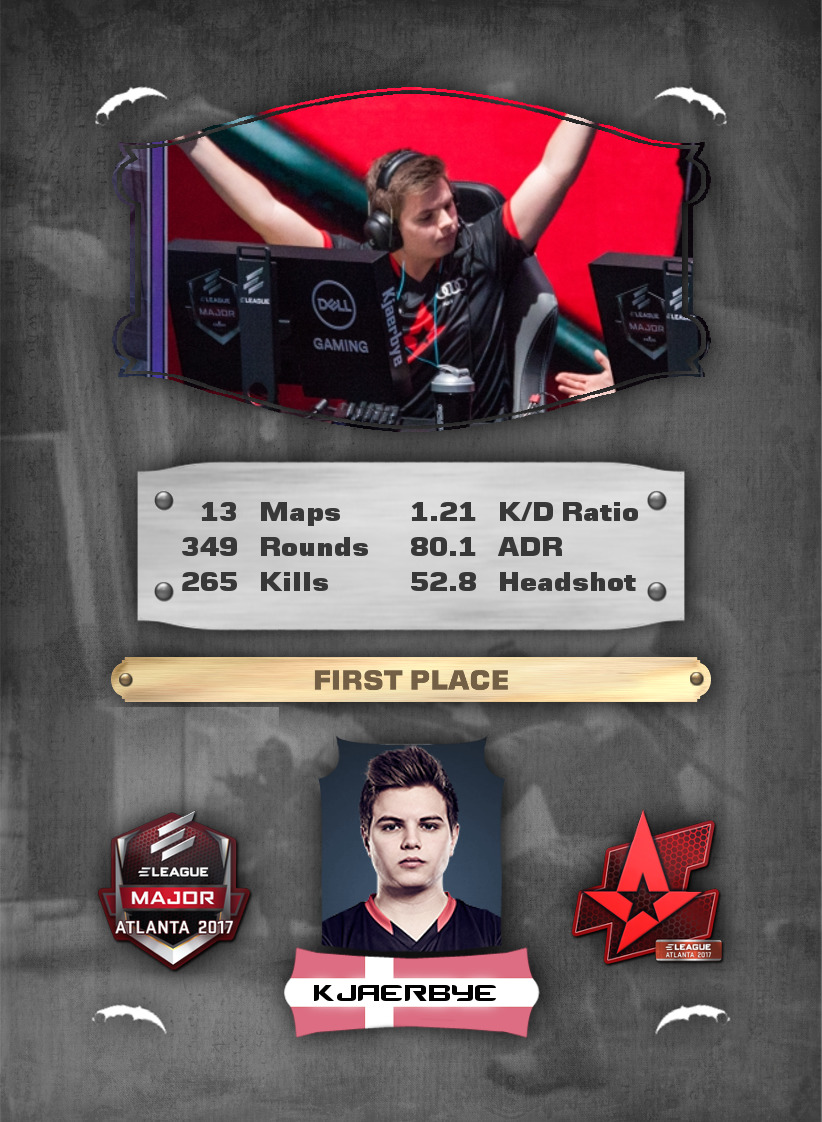 ELEAGUE
MAJOR
ELEAGUE
DELL
GAMING
Kjaerbye
MAJOR
13 Maps 1.21 K/D Ratio
349 Rounds 80.1 ADR
265 Kills 52.8 Headshot
FIRST PLACE
ELEAGUE
MAJOR
ATLANTA 2017
ELEAGUE
ATLANTA 2017
KJAERBYE